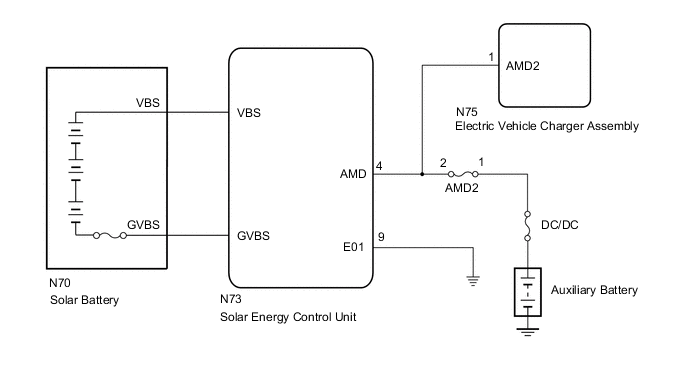 1
AMD2
N75
Electric Vehicle Charger Assembly
VBS
VBS
AMD
4
2
1
AMD2
GVBS
GVBS
DC/DC
E01
9
N70
Solar Battery
N73
Solar Energy Control Unit
Auxiliary Battery